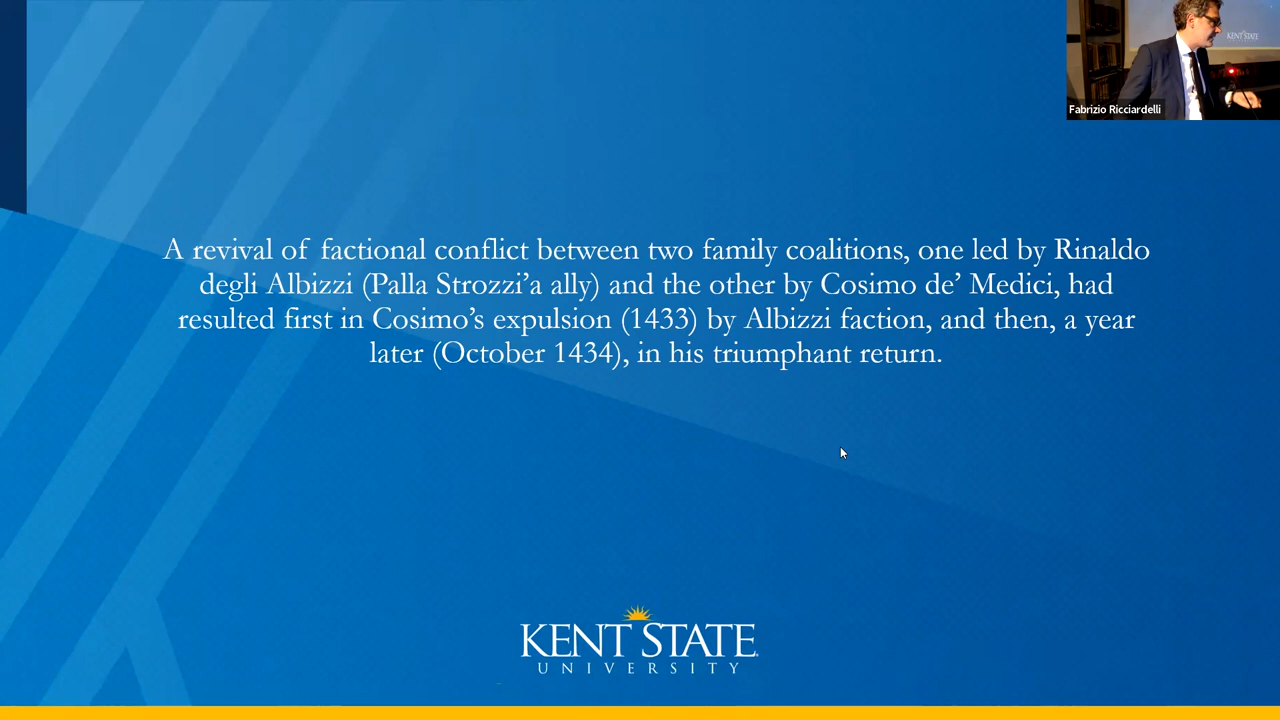 KENT STATE
Fabrizio Ricciardelli
A revival of factional conflict between two family coalitions, one led by Rinaldo
degli Albizzi (Palla Strozzi’a ally) and the other by Cosimo de’ Medici, had
resulted first in Cosimo’s expulsion (1433) by Albizzi faction, and then, a year
later (October 1434), in his triumphant return.
KENT STATE
UNIVERSITY